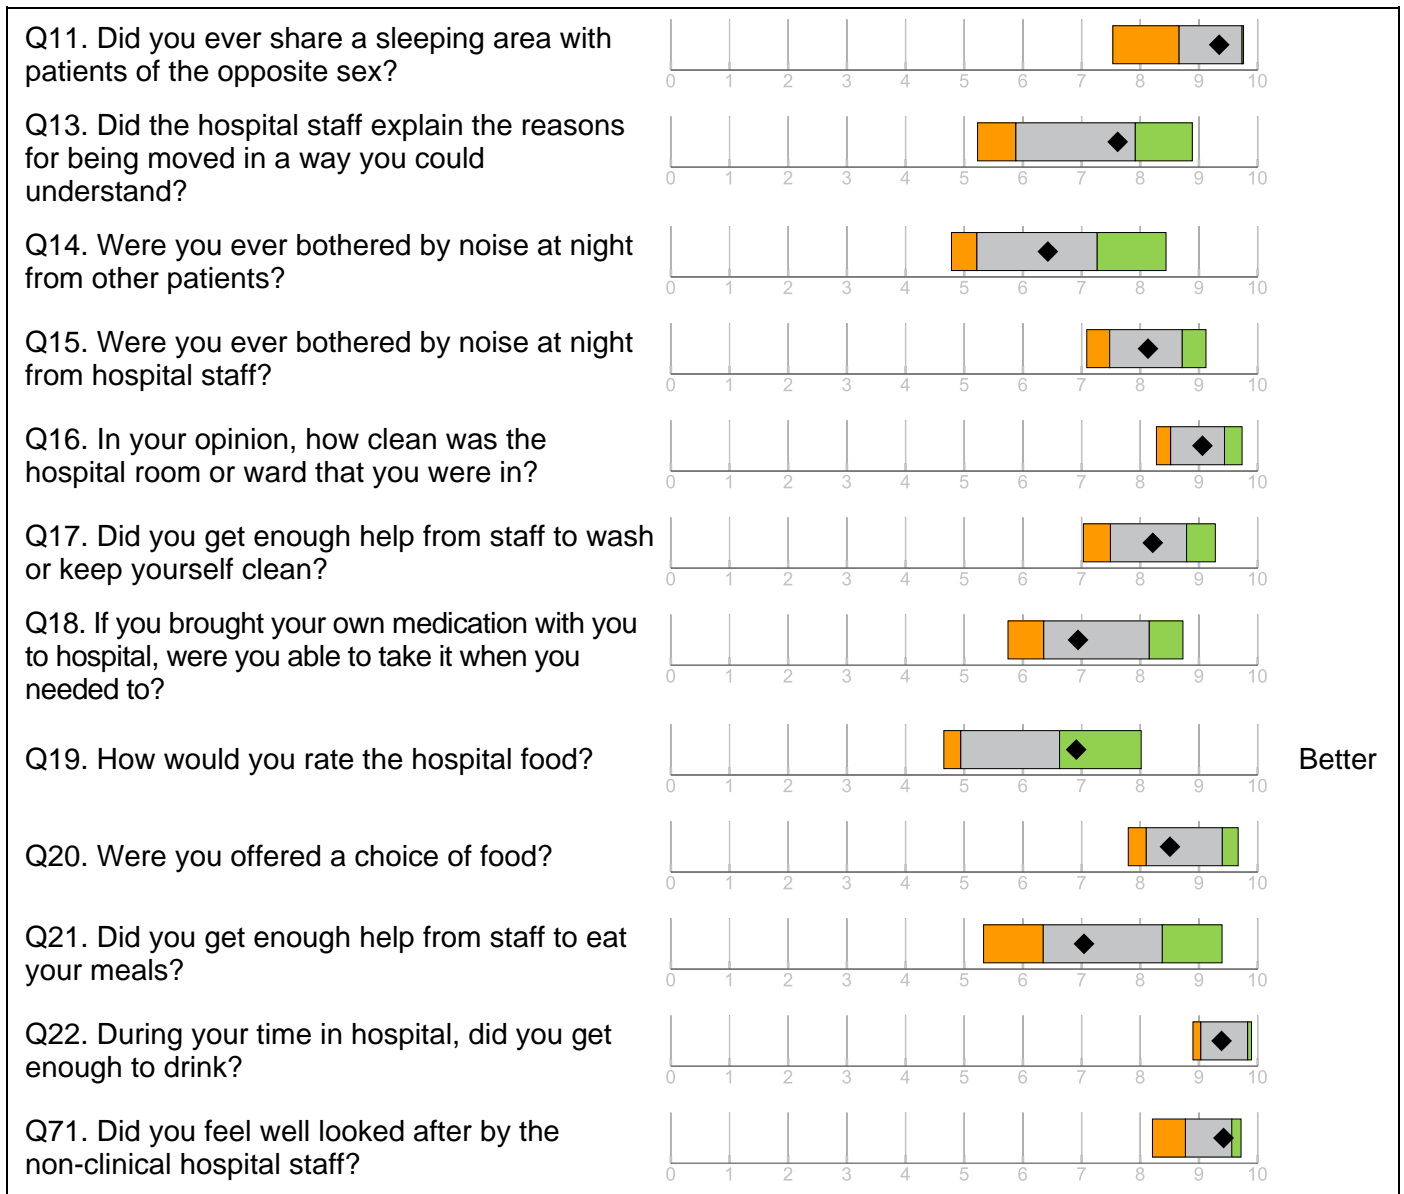 Q11. Did you ever share a sleeping area with
patients of the opposite sex?
0 1 2 3 4 5 6 7 8 9 10
Q13. Did the hospital staff explain the reasons
for being moved in a way you could
understand?
0 1 2 3 4 5 6 7 8 9 10
Q14. Were you ever bothered by noise at night
from other patients?
0 1 2 3 4 5 6 7 8 9 10
Q15. Were you ever bothered by noise at night
from hospital staff?
0 1 2 3 4 5 6 7 8 9 10
Q16. In your opinion, how clean was the
hospital room or ward that you were in?
0 1 2 3 4 5 6 7 8 9 10
Q17. Did you get enough help from staff to wash
or keep yourself clean?
0 1 2 3 4 5 6 7 8 9 10
Q18. If you brought your own medication with you
to hospital, were you able to take it when you
needed to?
0 1 2 3 4 5 6 7 8 9 10
Q19. How would you rate the hospital food?
Better
0 1 2 3 4 5 6 7 8 9 10
Q20. Were you offered a choice of food?
0 1 2 3 4 5 6 7 8 9 10
Q21. Did you get enough help from staff to eat
your meals?
0 1 2 3 4 5 6 7 8 9 10
Q22. During your time in hospital, did you get
enough to drink?
0 1 2 3 4 5 6 7 8 9 10
Q71. Did you feel well looked after by the
non-clinical hospital staff?
0 1 2 3 4 5 6 7 8 9 10